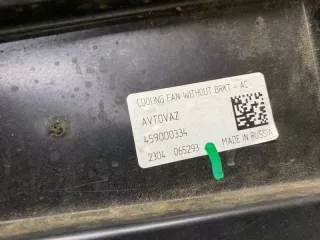 COOLING FAN WITHOUT BRKT - AC
AVTOVAZ
459000334
2304 065293
MADE IN RUSSIA